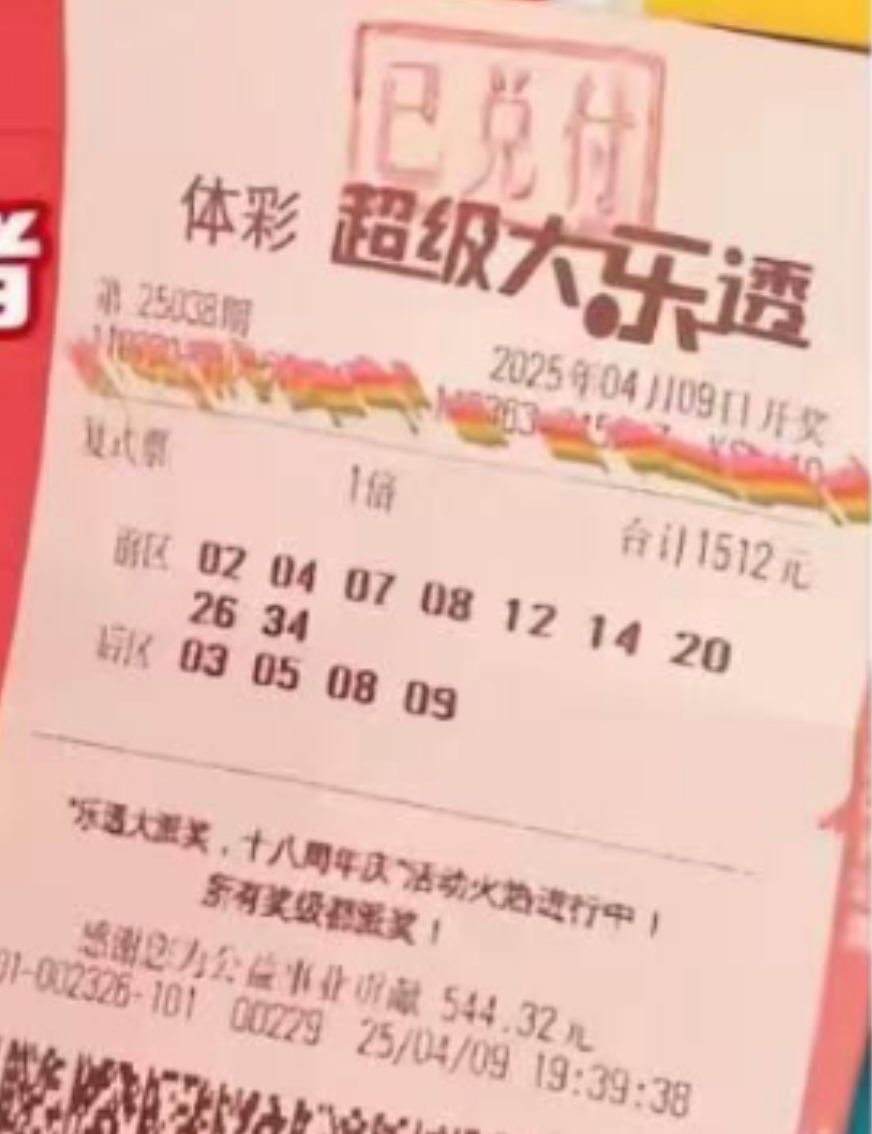 已兑付
体彩 超级大乐透
第 25038期
2025年04月09日开奖
复式票
1倍
合计1512元
前区 02 04 07 08 12 14 20
26 34
后区 03 05 08 09
"乐透大派奖，十八周年庆"活动火热进行中！
所有奖级都派奖！
感谢您为公益事业贡献 544.32元
01-002326-101 00229 25/04/09 19:39:38